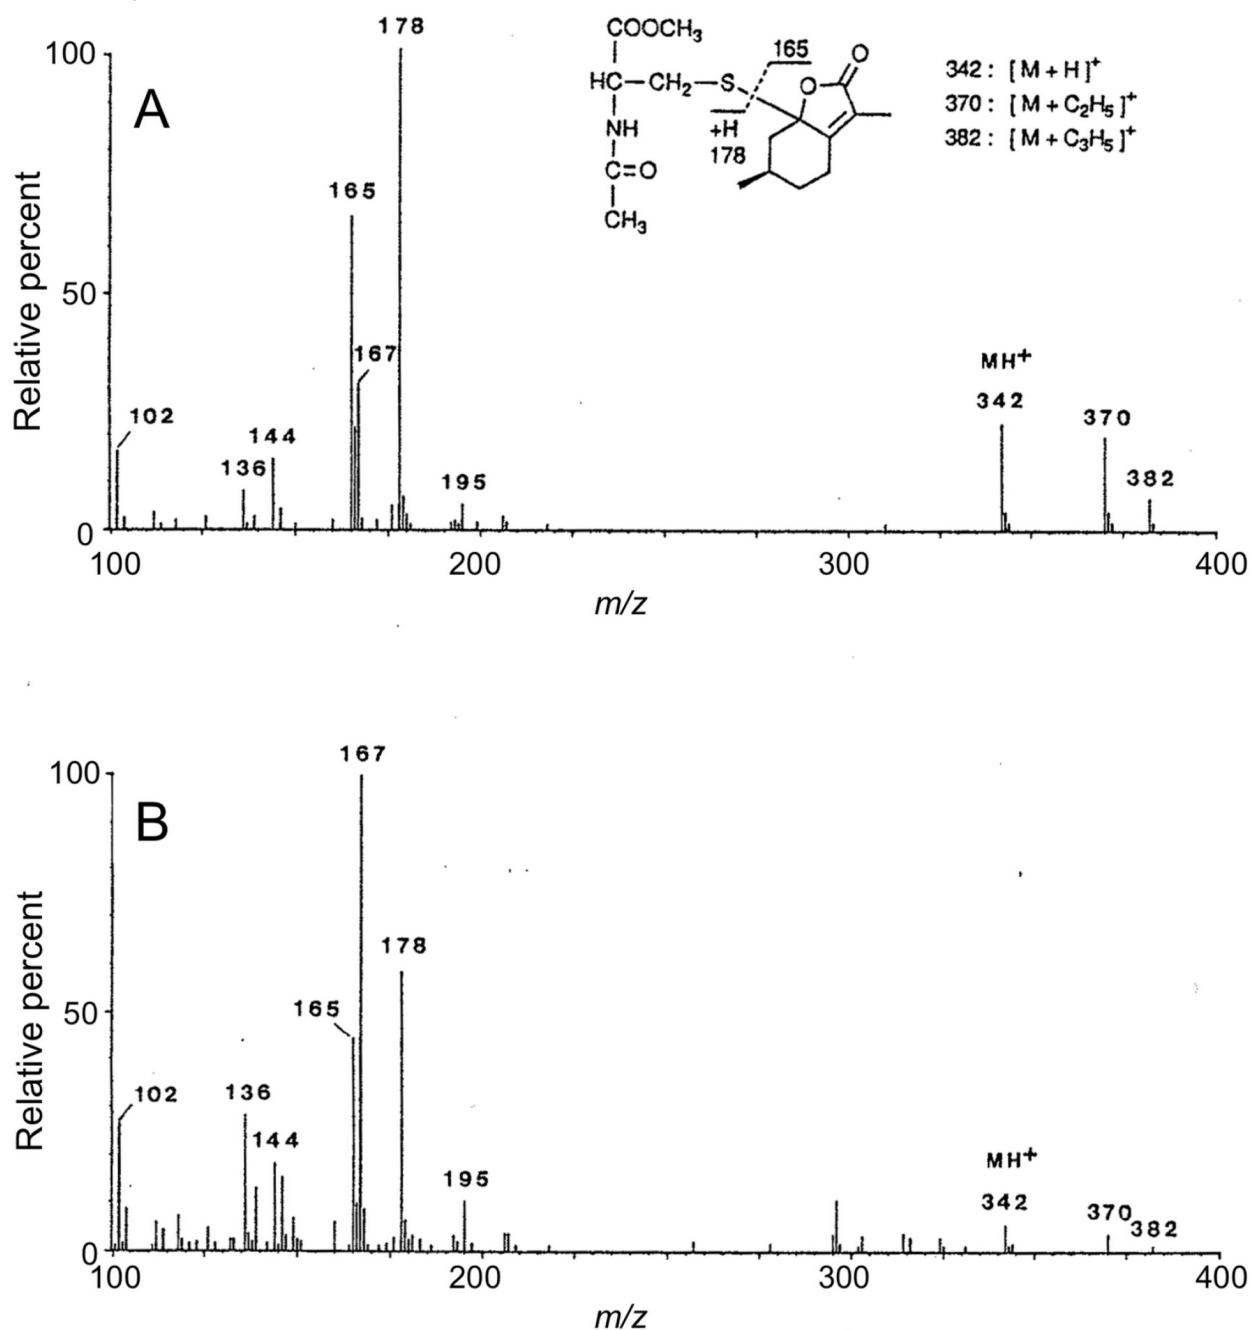 A
Relative percent
100
50
0
178
165
167
102
144
136
195
MH+
342
370
382
COOCH3
HC—CH2—S
NH
C=O
CH3
165
+H
178
O
O
342 : [M + H]+
370 : [M + C2H5]+
382 : [M + C3H5]+
100
200
300
400
m/z
B
Relative percent
100
50
0
167
178
165
102
136
144
195
MH+
342
370
382
100
200
300
400
m/z